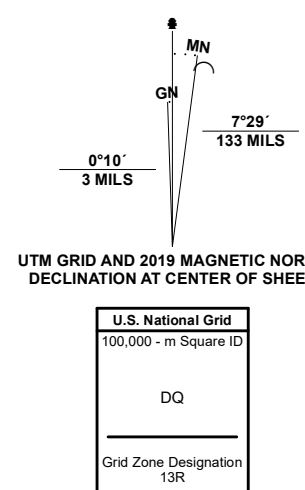 MN
GN
7°29´
133 MILS
0°10´
3 MILS
UTM GRID AND 2019 MAGNETIC NOR
DECLINATION AT CENTER OF SHEE
U.S. National Grid
100,000 - m Square ID
DQ
Grid Zone Designation
13R